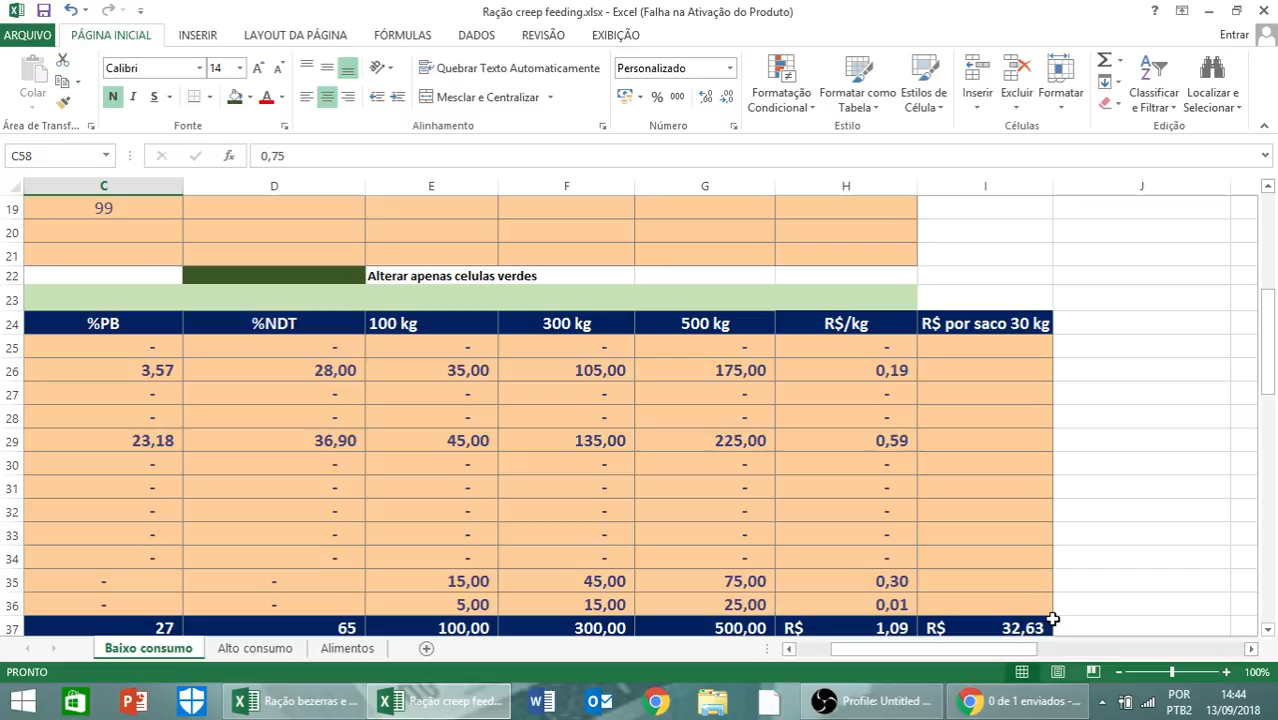 Ração creep feeding.xlsx - Excel (Falha na Ativação do Produto)
ARQUIVO PÁGINA INICIAL INSERIR LAYOUT DA PÁGINA FÓRMULAS DADOS REVISÃO EXIBIÇÃO Entrar
Colar
Calibri 14
N I S
Quebrar Texto Automaticamente
Mesclar e Centralizar
Personalizado
% 000
Formatação Condicional
Formatar como Tabela
Estilos de Célula
Inserir Excluir Formatar
Classificar e Filtrar
Localizar e Selecionar
Área de Transf... Fonte Alinhamento Número Estilo Células Edição
C58 fx 0,75
C D E F G H I J
19 99
20
21
22 Alterar apenas celulas verdes
23
24 %PB %NDT 100 kg 300 kg 500 kg R$/kg R$ por saco 30 kg
25 - - - - - -
26 3,57 28,00 35,00 105,00 175,00 0,19
27 - - - - - -
28 - - - - - -
29 23,18 36,90 45,00 135,00 225,00 0,59
30 - - - - - -
31 - - - - - -
32 - - - - - -
33 - - - - - -
34 - - - - - -
35 - - 15,00 45,00 75,00 0,30
36 - - 5,00 15,00 25,00 0,01
37 27 65 100,00 300,00 500,00 R$ 1,09 R$ 32,63
Baixo consumo Alto consumo Alimentos
PRONTO 100%
Ração bezerras e ... Ração creep feed... Profile: Untitled ... 0 de 1 enviados -... POR 14:44
PTB2 13/09/2018